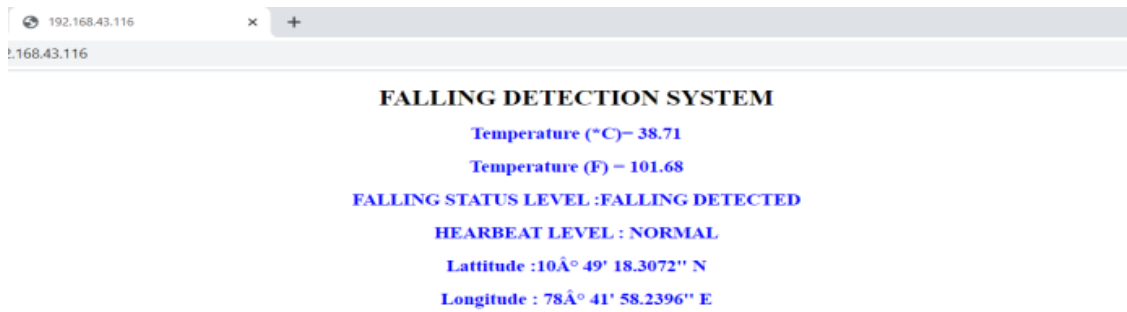 192.168.43.116
2.168.43.116
FALLING DETECTION SYSTEM
Temperature (*C)= 38.71
Temperature (F) = 101.68
FALLING STATUS LEVEL :FALLING DETECTED
HEARBEAT LEVEL : NORMAL
Lattitude :10Â° 49' 18.3072'' N
Longitude : 78Â° 41' 58.2396'' E